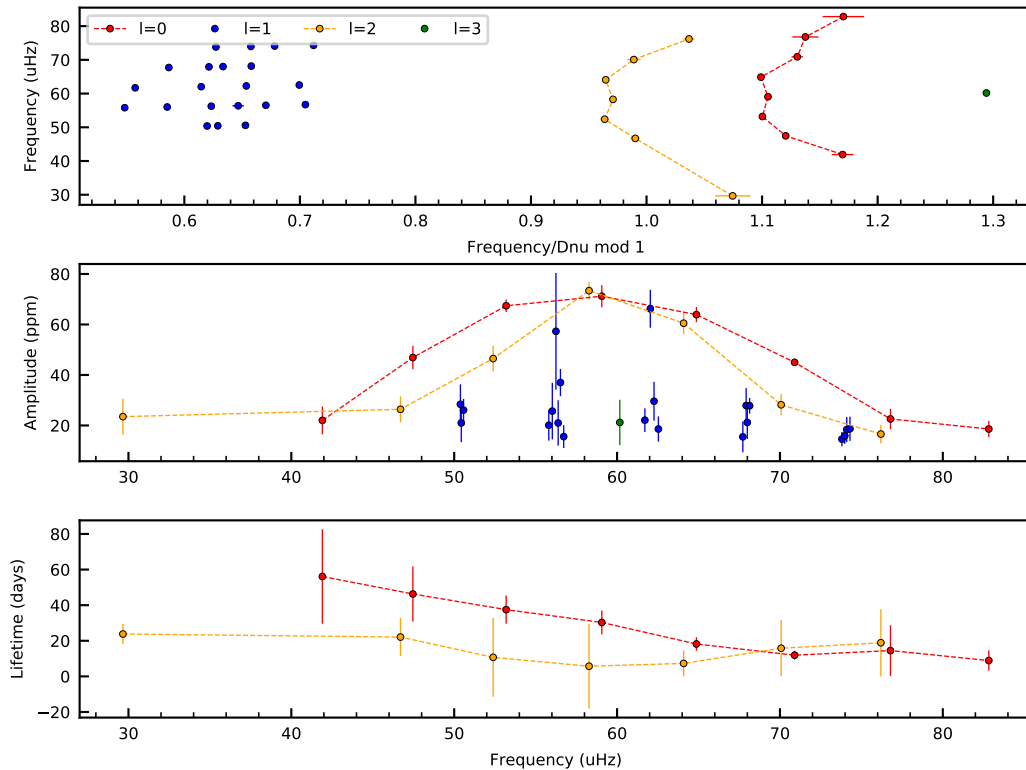 l=0 l=1 l=2 l=3
Frequency (uHz)
80
70
60
50
40
30
0.6 0.7 0.8 0.9 1.0 1.1 1.2 1.3
Frequency/Dnu mod 1
Amplitude (ppm)
80
60
40
20
30 40 50 60 70 80
Lifetime (days)
80
60
40
20
0
−20
30 40 50 60 70 80
Frequency (uHz)